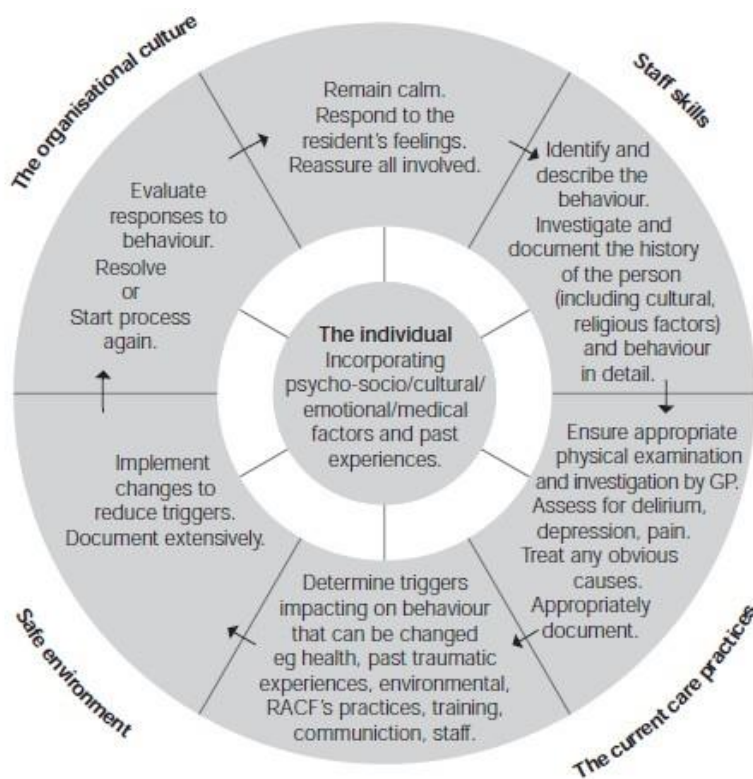 The organisational culture
Staff skills
Remain calm.
Respond to the
resident's feelings.
Reassure all involved.
Identify and
describe the
behaviour.
Investigate and
document the history
of the person
(including cultural,
religious factors)
and behaviour
in detail.
Ensure appropriate
physical examination
and investigation by GP.
Assess for delirium,
depression, pain.
Treat any obvious
causes.
Appropriately
document.
Determine triggers
impacting on behaviour
that can be changed
eg health, past traumatic
experiences, environmental,
RACF's practices, training,
communiction, staff.
Implement
changes to
reduce triggers.
Document extensively.
Evaluate
responses to
behaviour.
Resolve
or
Start process
again.
The individual
Incorporating
psycho-socio/cultural/
emotional/medical
factors and past
experiences.
Safe environment
The current care practices